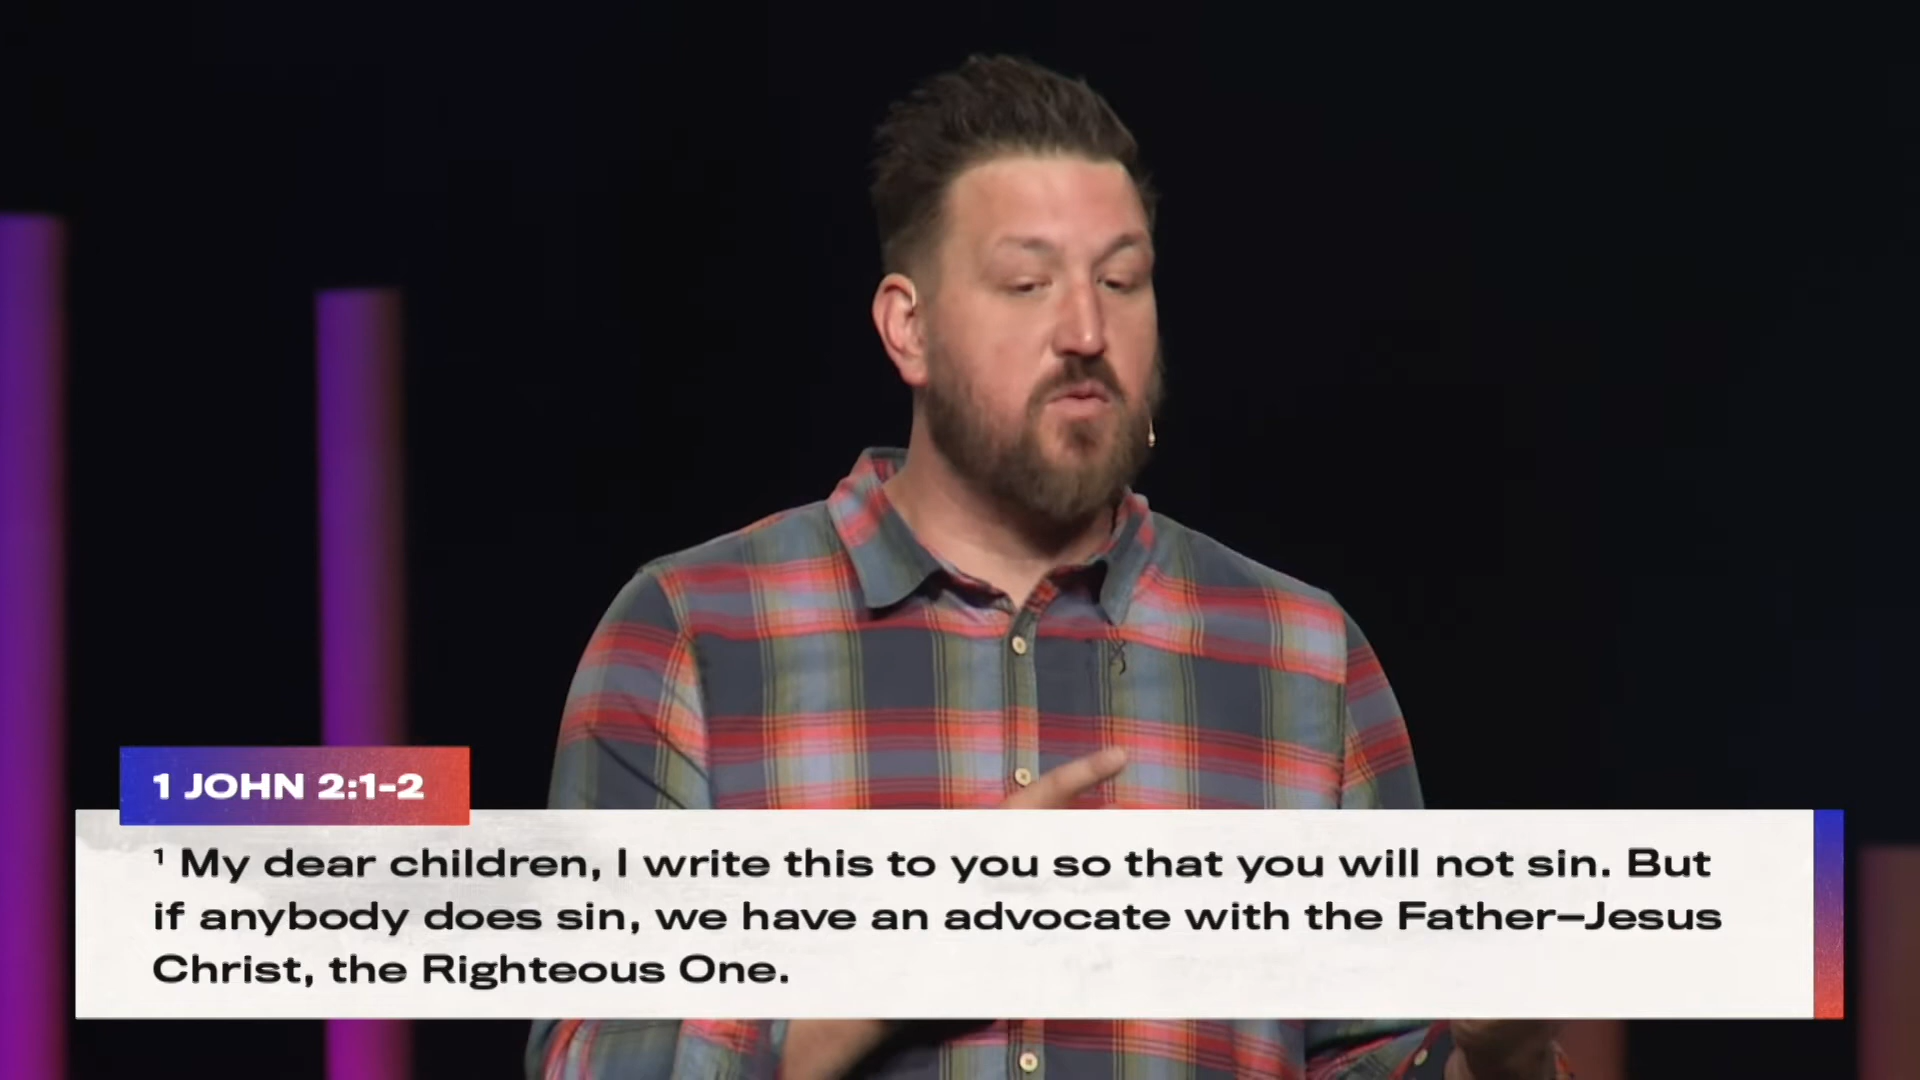 1 JOHN 2:1-2
¹ My dear children, I write this to you so that you will not sin. But
if anybody does sin, we have an advocate with the Father—Jesus
Christ, the Righteous One.